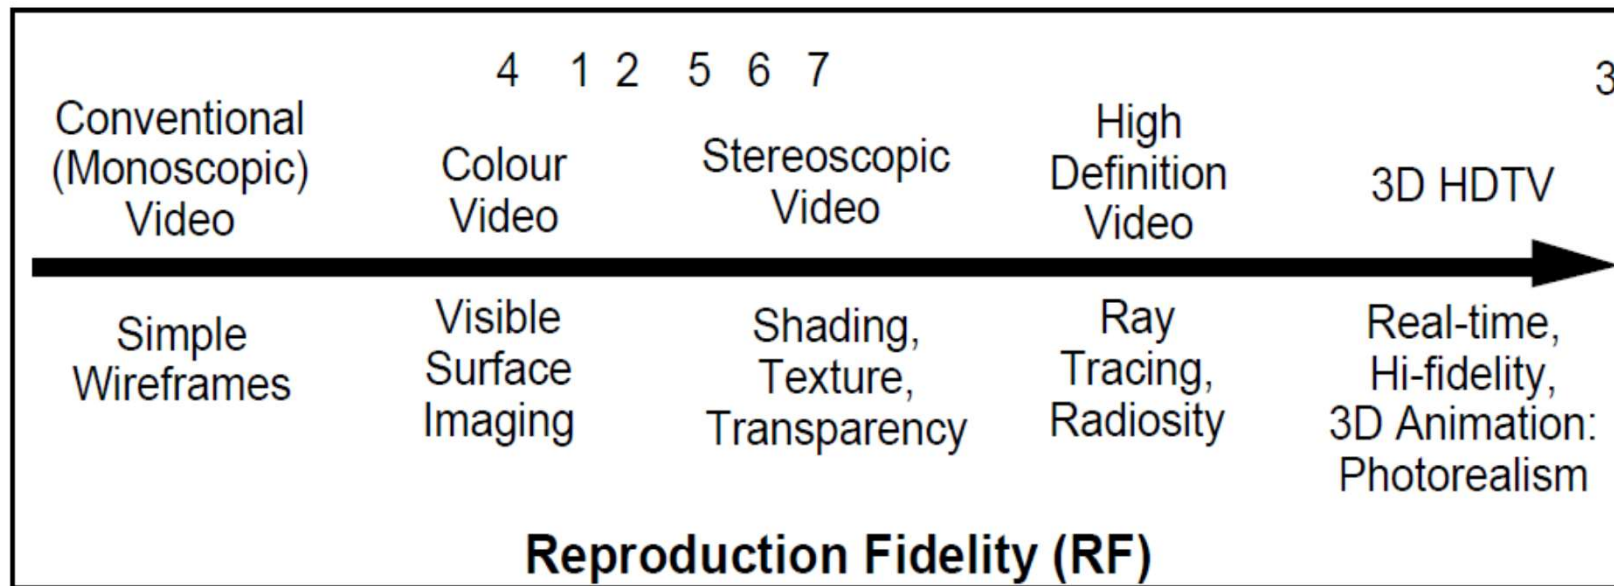 4 1 2 5 6 7 3
Conventional
(Monoscopic)
Video
Colour
Video
Stereoscopic
Video
High
Definition
Video
3D HDTV
Simple
Wireframes
Visible
Surface
Imaging
Shading,
Texture,
Transparency
Ray
Tracing,
Radiosity
Real-time,
Hi-fidelity,
3D Animation:
Photorealism
Reproduction Fidelity (RF)